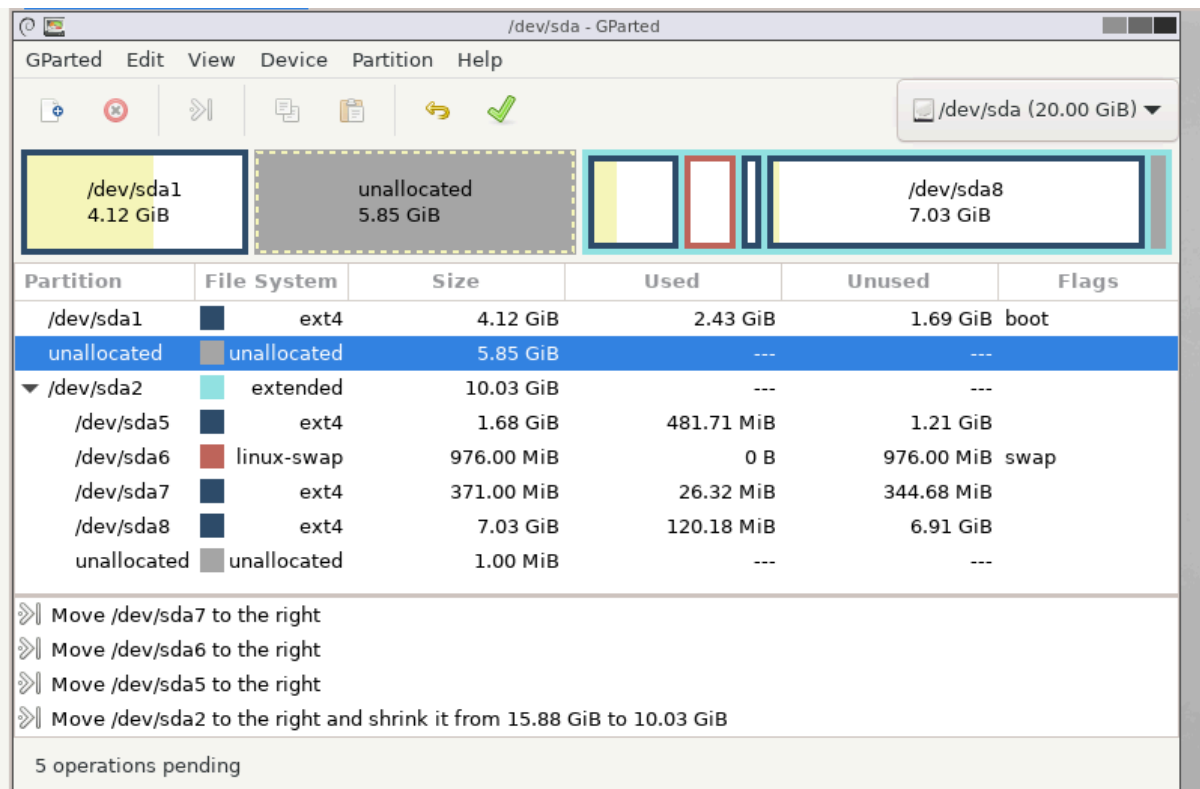 /dev/sda - GParted
GParted Edit View Device Partition Help
/dev/sda (20.00 GiB)
/dev/sda1
4.12 GiB
unallocated
5.85 GiB
/dev/sda8
7.03 GiB
Partition File System Size Used Unused Flags
/dev/sda1 ext4 4.12 GiB 2.43 GiB 1.69 GiB boot
unallocated unallocated 5.85 GiB --- ---
/dev/sda2 extended 10.03 GiB --- ---
/dev/sda5 ext4 1.68 GiB 481.71 MiB 1.21 GiB
/dev/sda6 linux-swap 976.00 MiB 0 B 976.00 MiB swap
/dev/sda7 ext4 371.00 MiB 26.32 MiB 344.68 MiB
/dev/sda8 ext4 7.03 GiB 120.18 MiB 6.91 GiB
unallocated unallocated 1.00 MiB --- ---
Move /dev/sda7 to the right
Move /dev/sda6 to the right
Move /dev/sda5 to the right
Move /dev/sda2 to the right and shrink it from 15.88 GiB to 10.03 GiB
5 operations pending